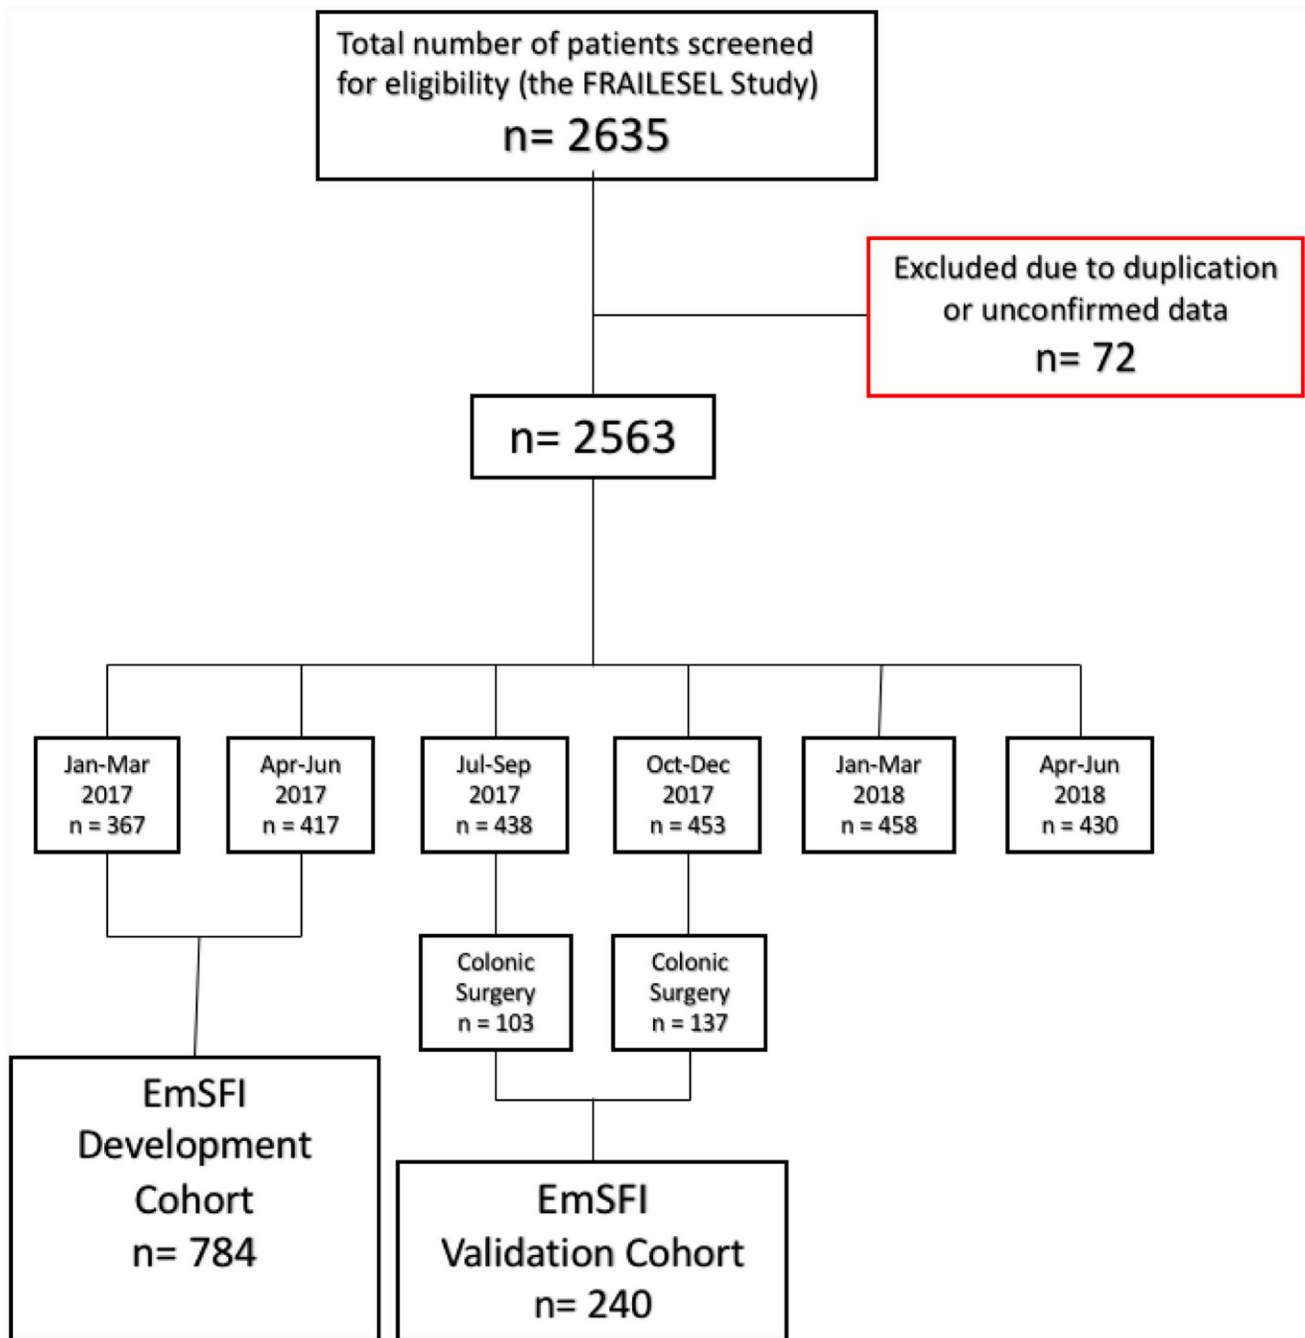 Total number of patients screened
for eligibility (the FRAILESEL Study)
n= 2635
Excluded due to duplication
or unconfirmed data
n= 72
n= 2563
Jan-Mar
2017
n = 367
Apr-Jun
2017
n = 417
Jul-Sep
2017
n = 438
Oct-Dec
2017
n = 453
Jan-Mar
2018
n = 458
Apr-Jun
2018
n = 430
Colonic
Surgery
n = 103
Colonic
Surgery
n = 137
EmSFI
Development
Cohort
n= 784
EmSFI
Validation Cohort
n= 240